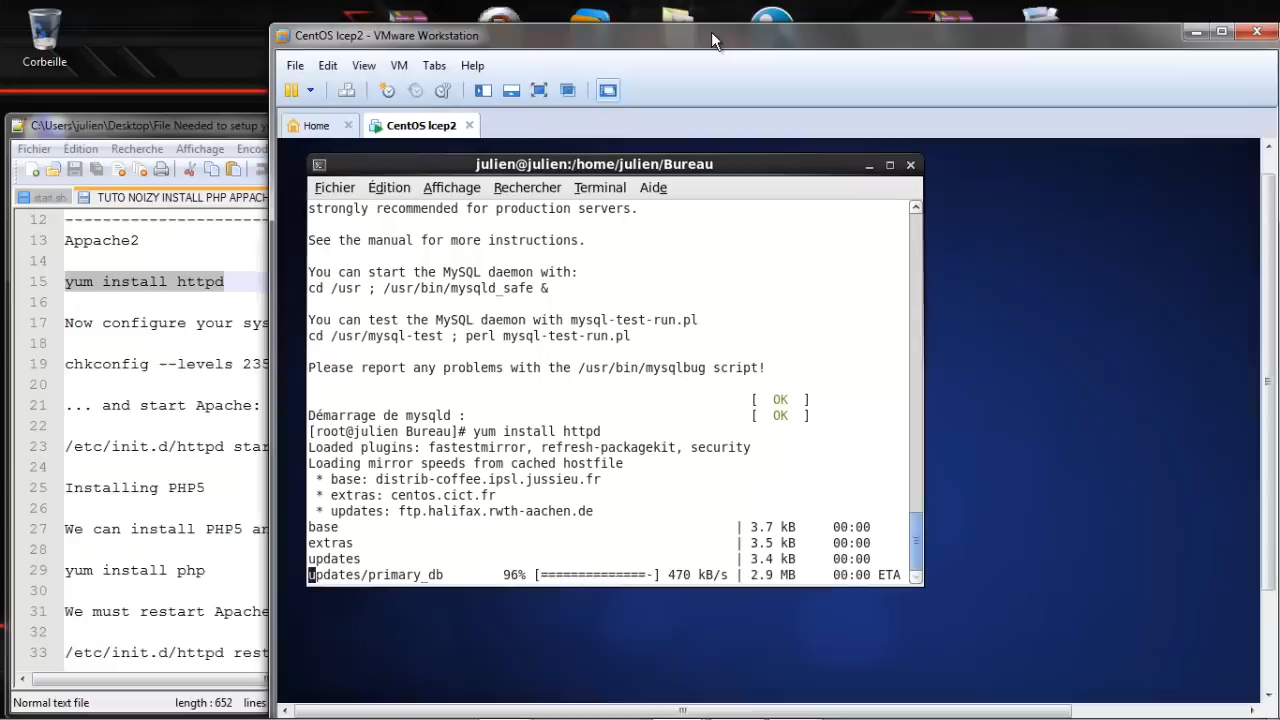 Corbeille
CentOS lcep2 - VMware Workstation
File Edit View VM Tabs Help
Home
CentOS lcep2
C:\Users\julien\Desktop\File Needed to setup
Fichier Édition Recherche Affichage
start.sh
TUTO NOIZY INSTALL PHP APPACH
12
13 Appache2
14
15 yum install httpd
16
17 Now configure your sys
18
19 chkconfig --levels 235
20
21 ... and start Apache:
22
23 /etc/init.d/httpd star
24
25 Installing PHP5
26
27 We can install PHP5 an
28
29 yum install php
30
31 We must restart Apache
32
33 /etc/init.d/httpd rest
Normal text file length : 652 lines
julien@julien:/home/julien/Bureau
Fichier Édition Affichage Rechercher Terminal Aide
strongly recommended for production servers.
See the manual for more instructions.
You can start the MySQL daemon with:
cd /usr ; /usr/bin/mysqld_safe &
You can test the MySQL daemon with mysql-test-run.pl
cd /usr/mysql-test ; perl mysql-test-run.pl
Please report any problems with the /usr/bin/mysqlbug script!
[ OK ]
Démarrage de mysqld : [ OK ]
[root@julien Bureau]# yum install httpd
Loaded plugins: fastestmirror, refresh-packagekit, security
Loading mirror speeds from cached hostfile
* base: distrib-coffee.ipsl.jussieu.fr
* extras: centos.cict.fr
* updates: ftp.halifax.rwth-aachen.de
base | 3.7 kB 00:00
extras | 3.5 kB 00:00
updates | 3.4 kB 00:00
updates/primary_db 96% [==============-] 470 kB/s | 2.9 MB 00:00 ETA